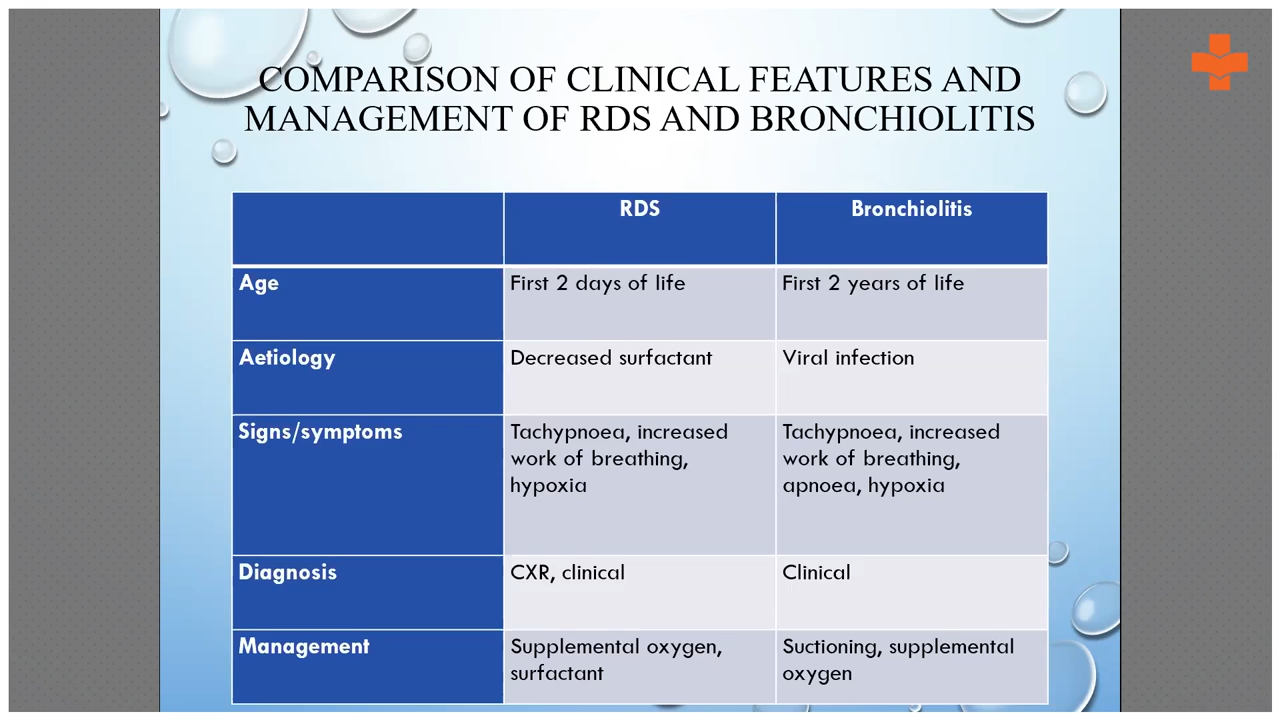 COMPARISON OF CLINICAL FEATURES AND
MANAGEMENT OF RDS AND BRONCHIOLITIS
RDS
Bronchiolitis
Age
First 2 days of life
First 2 years of life
Aetiology
Decreased surfactant
Viral infection
Signs/symptoms
Tachypnoea, increased
work of breathing,
hypoxia
Tachypnoea, increased
work of breathing,
apnoea, hypoxia
Diagnosis
CXR, clinical
Clinical
Management
Supplemental oxygen,
surfactant
Suctioning, supplemental
oxygen